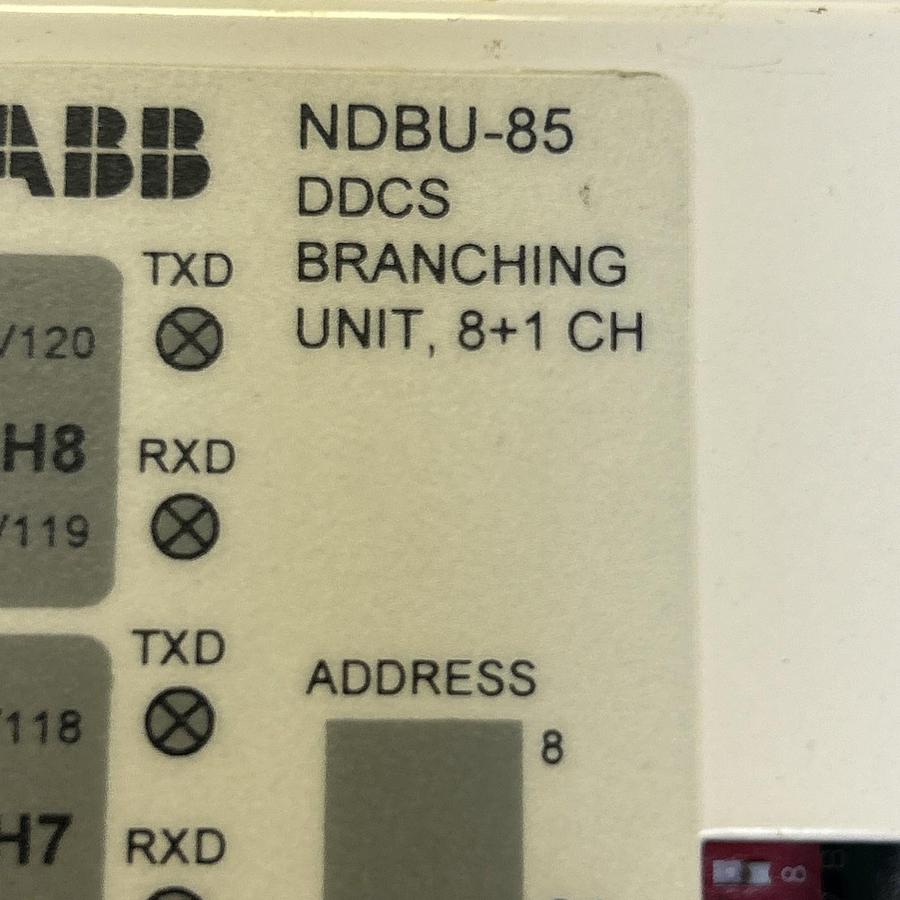 ABB
NDBU-85
DDCS
BRANCHING
UNIT, 8+1 CH
TXD
/120
H8
RXD
/119
TXD
/118
H7
RXD
ADDRESS
8
8